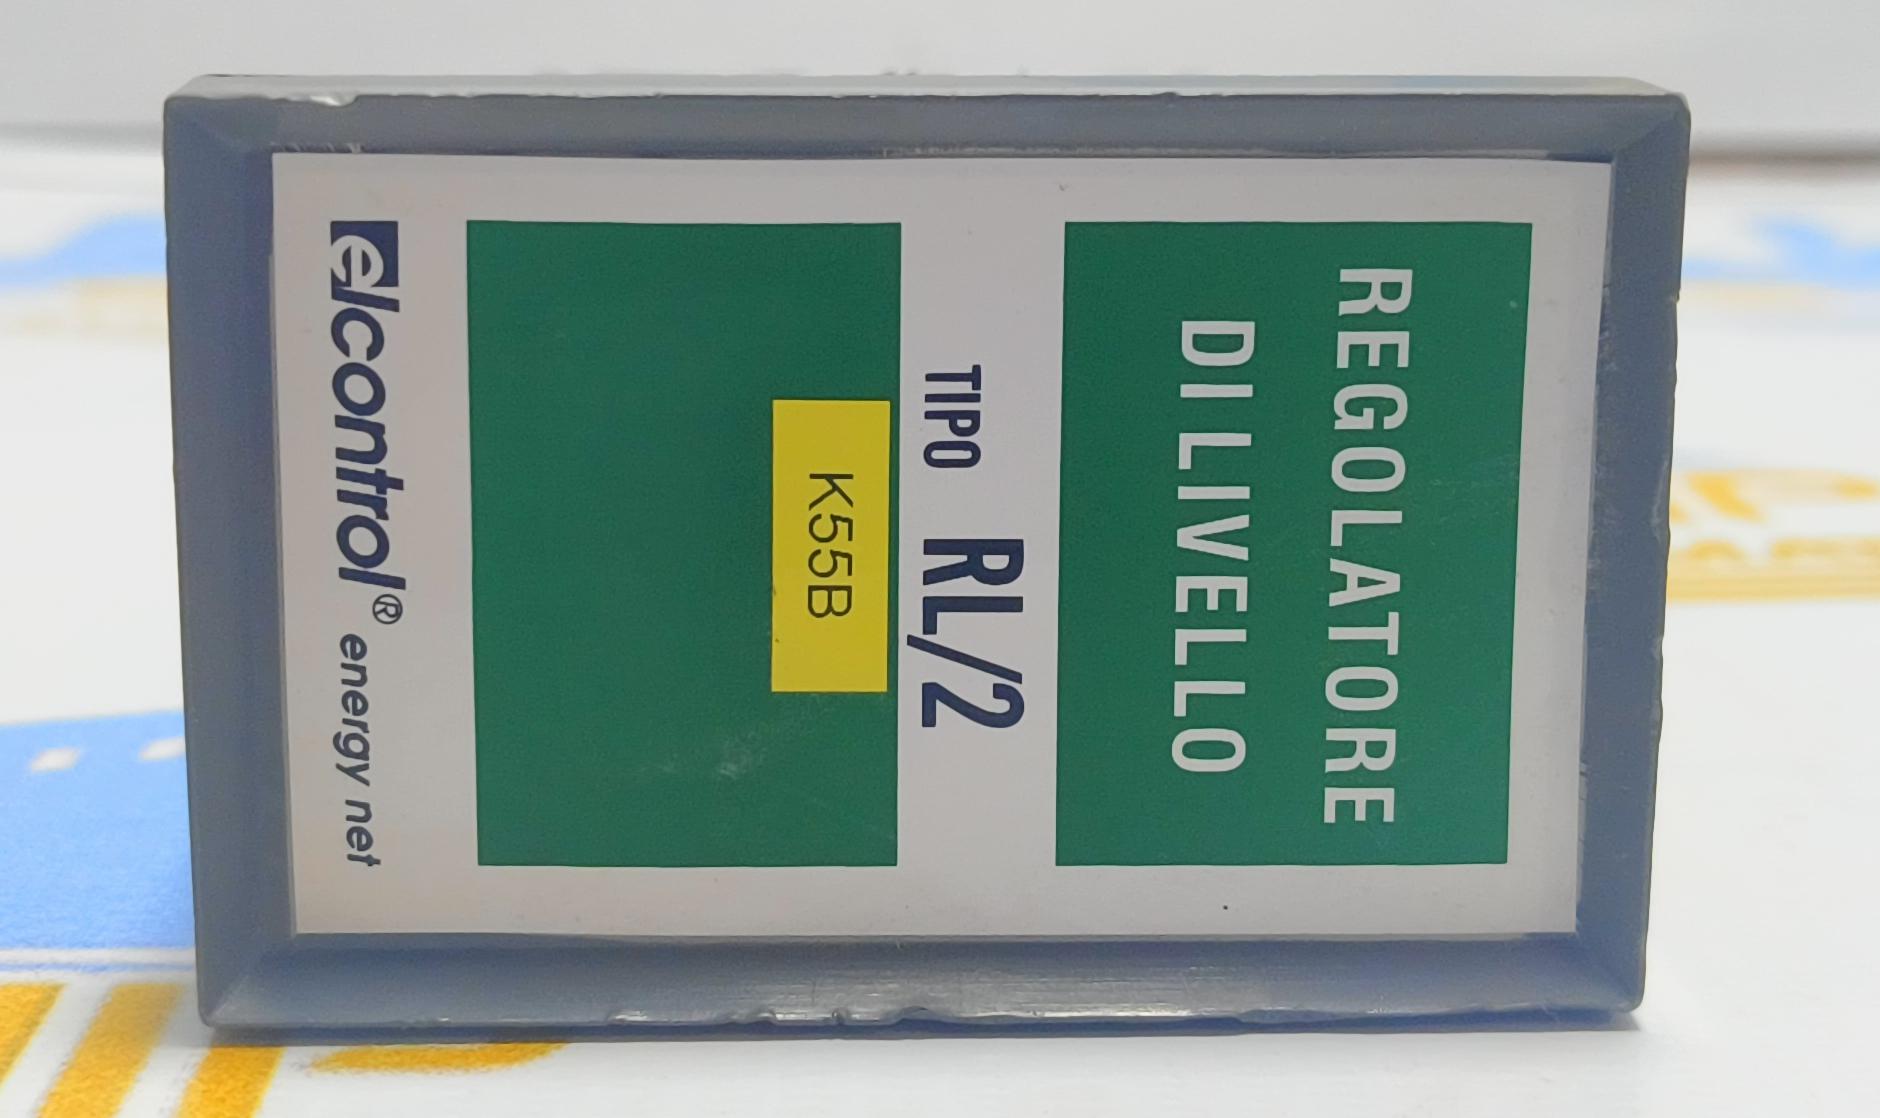 REGOLATORE
DI LIVELLO
TIPO RL/2
K55B
elcontrol® energy net